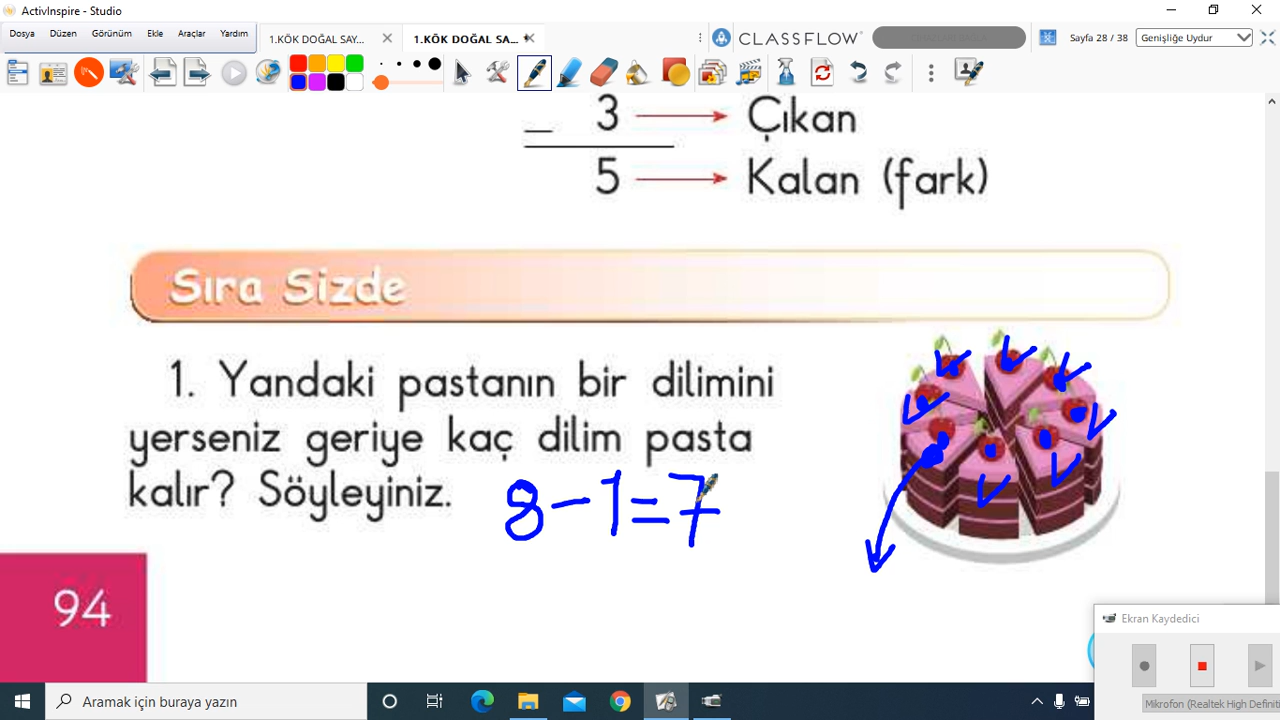 ActivInspire - Studio
Dosya Düzen Görünüm Ekle Araçlar Yardım
1.KÖK DOĞAL SAY...
1.KÖK DOĞAL SA...
CLASSFLOW
Sayfa 28 / 38
Genişliğe Uydur
_ 3 → Çıkan
5 → Kalan (fark)
Sıra Sizde
1. Yandaki pastanın bir dilimini
yerseniz geriye kaç dilim pasta
kalır? Söyleyiniz.
8-1=7
94
Ekran Kaydedici
Mikrofon (Realtek High Definit
Aramak için buraya yazın